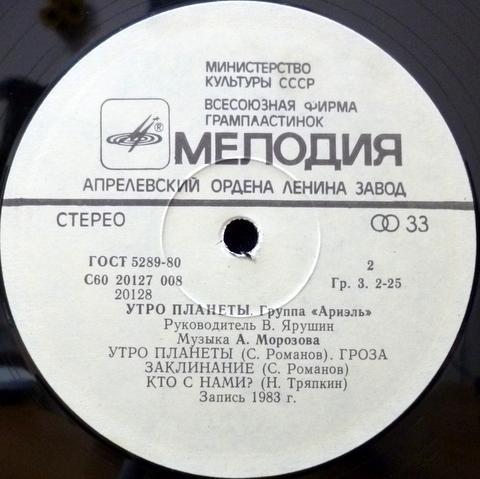 МИНИСТЕРСТВО
КУЛЬТУРЫ СССР
ВСЕСОЮЗНАЯ ФИРМА
ГРАМПЛАСТИНОК
МЕЛОДИЯ
АПРЕЛЕВСКИЙ ОРДЕНА ЛЕНИНА ЗАВОД
СТЕРЕО 33
ГОСТ 5289-80 2
С60 20127 008 Гр. 3. 2-25
20128
УТРО ПЛАНЕТЫ. Группа «Ариэль»
Руководитель В. Ярушин
Музыка А. Морозова
УТРО ПЛАНЕТЫ (С. Романов). ГРОЗА
ЗАКЛИНАНИЕ (С. Романов)
КТО С НАМИ? (Н. Тряпкин)
Запись 1983 г.